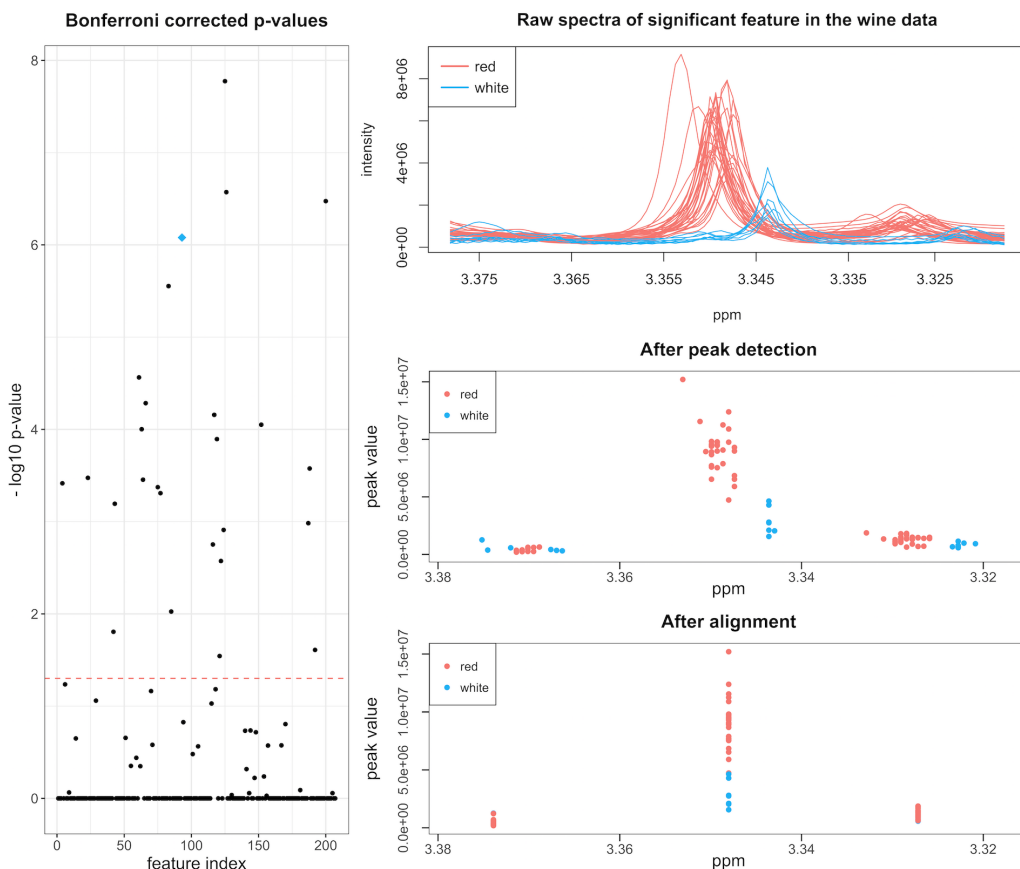 Bonferroni corrected p-values
8
6
4
2
0
- log10 p-value
0 50 100 150 200
feature index
Raw spectra of significant feature in the wine data
red
white
intensity
8e+06
4e+06
0e+00
3.375 3.365 3.355 3.345 3.335 3.325
ppm
After peak detection
red
white
peak value
1.5e+07
1.0e+07
5.0e+06
0.0e+00
3.38 3.36 3.34 3.32
ppm
After alignment
red
white
peak value
1.5e+07
1.0e+07
5.0e+06
0.0e+00
3.38 3.36 3.34 3.32
ppm